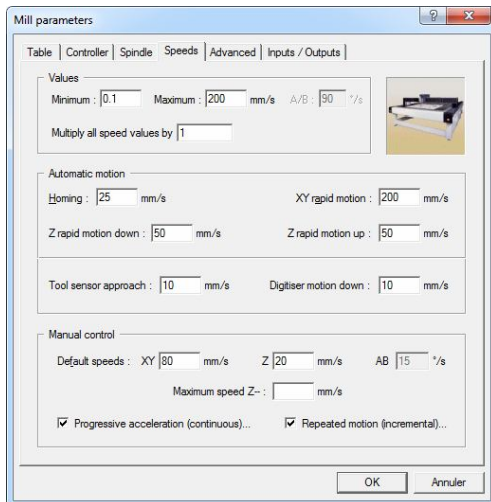 Mill parameters
Table Controller Spindle Speeds Advanced Inputs / Outputs
Values
Minimum : 0.1 Maximum : 200 mm/s A/B : 90 °/s
Multiply all speed values by 1
Automatic motion
Homing : 25 mm/s XY rapid motion : 200 mm/s
Z rapid motion down : 50 mm/s Z rapid motion up : 50 mm/s
Tool sensor approach : 10 mm/s Digitiser motion down : 10 mm/s
Manual control
Default speeds : XY 80 mm/s Z 20 mm/s AB 15 °/s
Maximum speed Z-- : mm/s
Progressive acceleration (continuous)... Repeated motion (incremental)...
OK Annuler